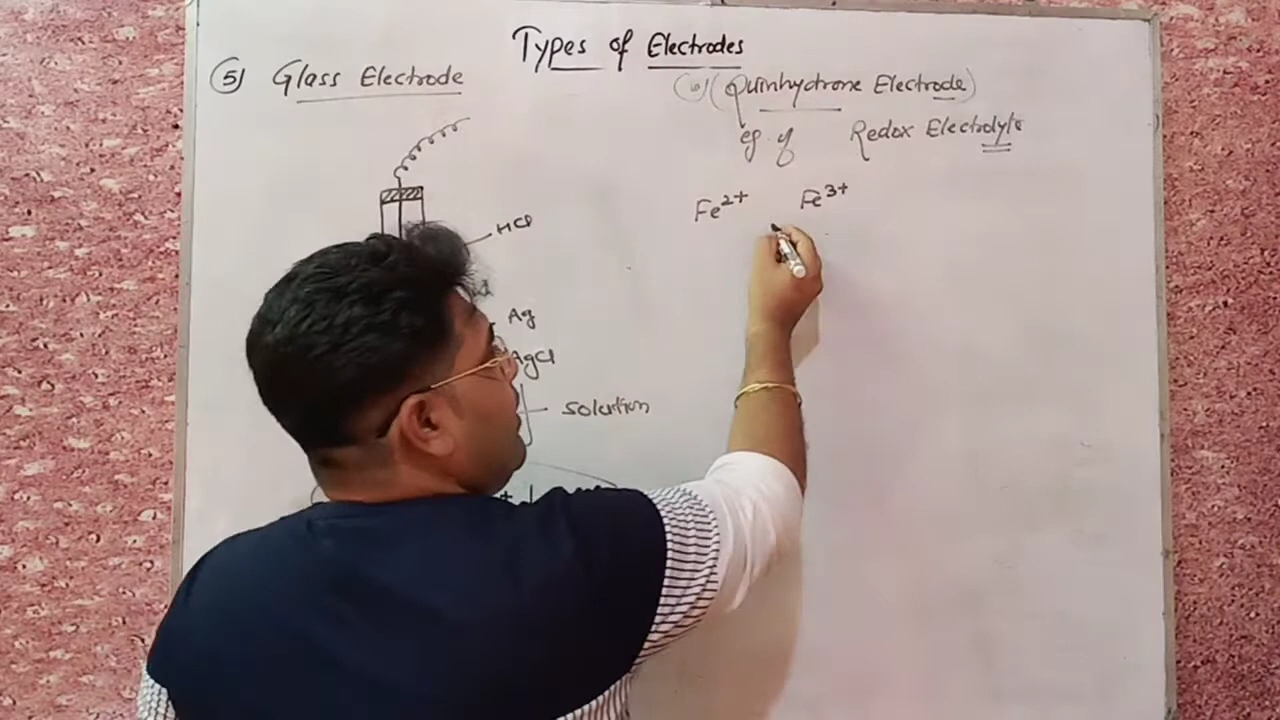 Types of Electrodes
5) Glass Electrode
(6) (Quinhydrone Electrode)
eg. of Redox Electrolyte
Fe2+ Fe3+
HCl
Ag
AgCl
Solution